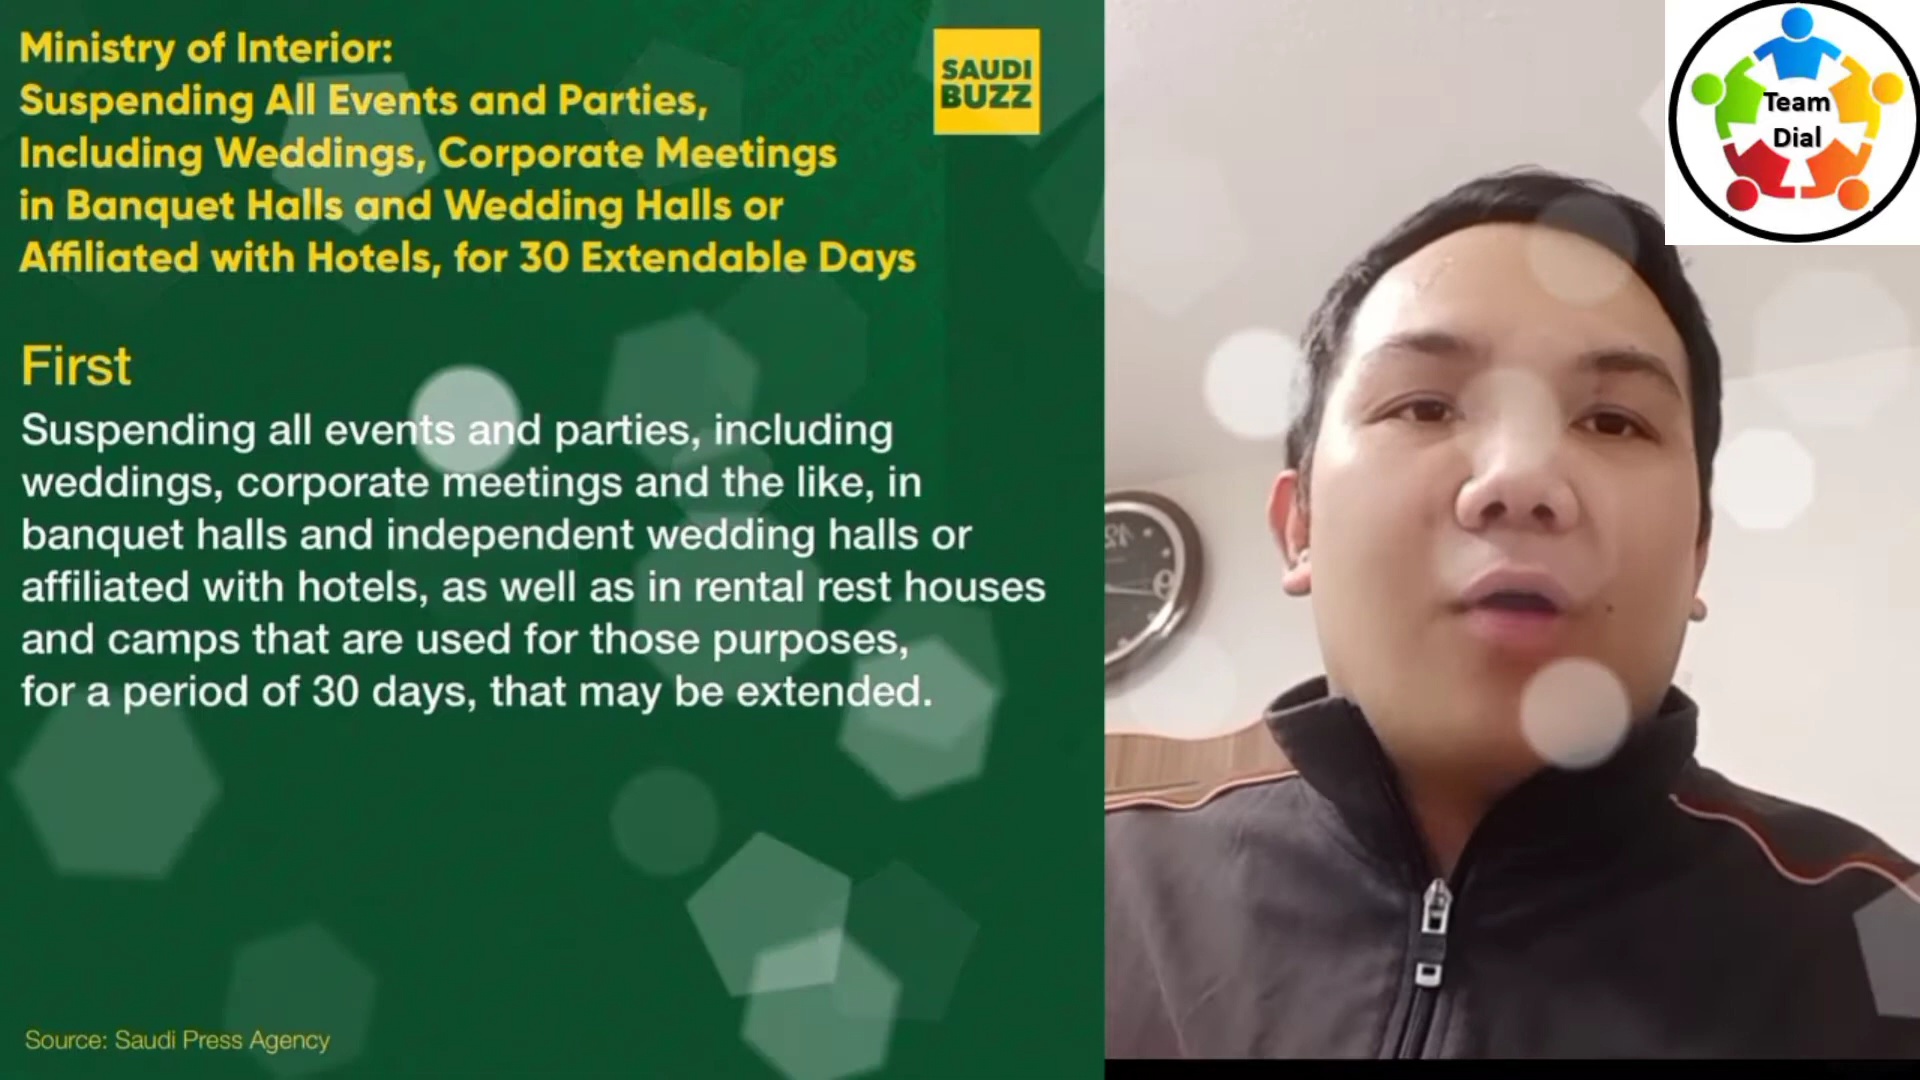 Ministry of Interior:
Suspending All Events and Parties,
Including Weddings, Corporate Meetings
in Banquet Halls and Wedding Halls or
Affiliated with Hotels, for 30 Extendable Days
SAUDI
BUZZ
First
Suspending all events and parties, including
weddings, corporate meetings and the like, in
banquet halls and independent wedding halls or
affiliated with hotels, as well as in rental rest houses
and camps that are used for those purposes,
for a period of 30 days, that may be extended.
Source: Saudi Press Agency
Team
Dial